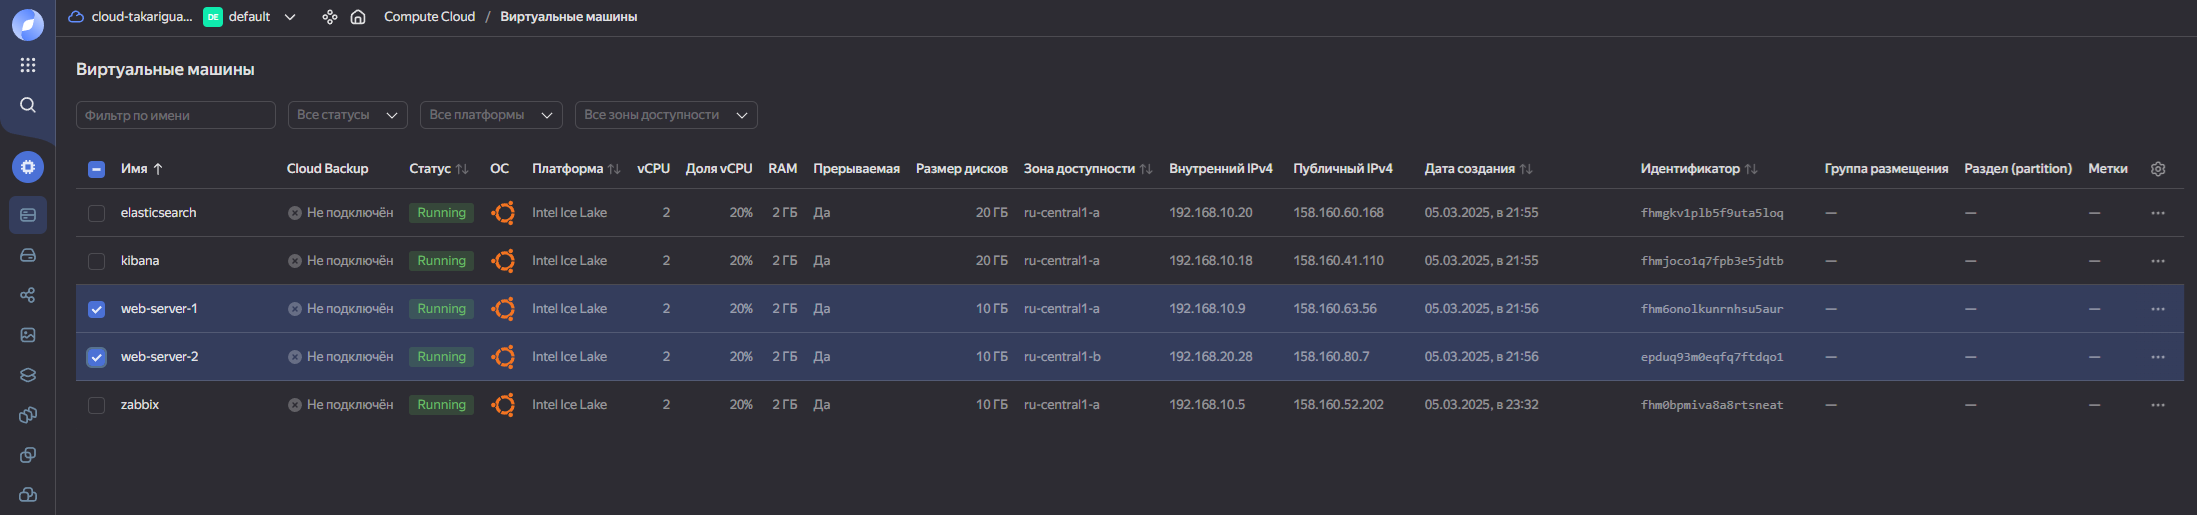 cloud-takarigua... DE default Compute Cloud / Виртуальные машины
Виртуальные машины
Фильтр по имени Все статусы Все платформы Все зоны доступности
Имя Cloud Backup Статус ОС Платформа vCPU Доля vCPU RAM Прерываемая Размер дисков Зона доступности Внутренний IPv4 Публичный IPv4 Дата создания Идентификатор Группа размещения Раздел (partition) Метки
elasticsearch Не подключён Running Intel Ice Lake 2 20% 2 ГБ Да 20 ГБ ru-central1-a 192.168.10.20 158.160.60.168 05.03.2025, в 21:55 fhmgkv1plb5f9uta5loq — — —
kibana Не подключён Running Intel Ice Lake 2 20% 2 ГБ Да 20 ГБ ru-central1-a 192.168.10.18 158.160.41.110 05.03.2025, в 21:55 fhmjoco1q7fpb3e5jdtb — — —
web-server-1 Не подключён Running Intel Ice Lake 2 20% 2 ГБ Да 10 ГБ ru-central1-a 192.168.10.9 158.160.63.56 05.03.2025, в 21:56 fhm6onolkunrnhsu5aur — — —
web-server-2 Не подключён Running Intel Ice Lake 2 20% 2 ГБ Да 10 ГБ ru-central1-b 192.168.20.28 158.160.80.7 05.03.2025, в 21:56 epduq93m0eqfq7ftdqo1 — — —
zabbix Не подключён Running Intel Ice Lake 2 20% 2 ГБ Да 10 ГБ ru-central1-a 192.168.10.5 158.160.52.202 05.03.2025, в 23:32 fhm0bpmiva8a8rtsneat — — —